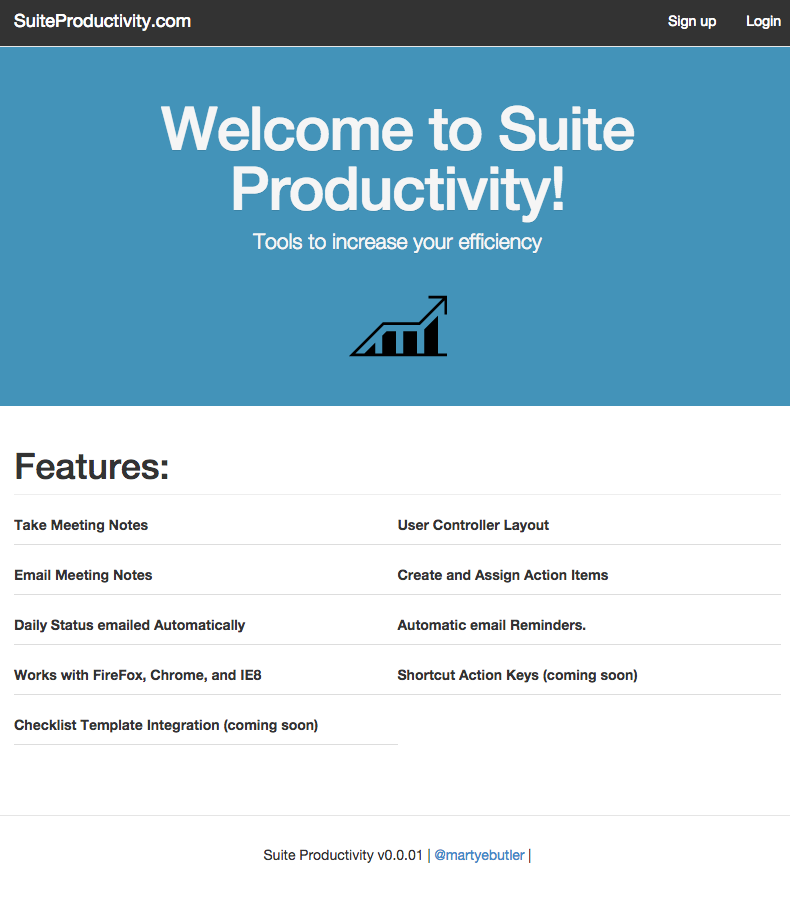 SuiteProductivity.com
Sign up
Login
Welcome to Suite
Productivity!
Tools to increase your efficiency
Features:
Take Meeting Notes
User Controller Layout
Email Meeting Notes
Create and Assign Action Items
Daily Status emailed Automatically
Automatic email Reminders.
Works with FireFox, Chrome, and IE8
Shortcut Action Keys (coming soon)
Checklist Template Integration (coming soon)
Suite Productivity v0.0.01 | @martyebutler |